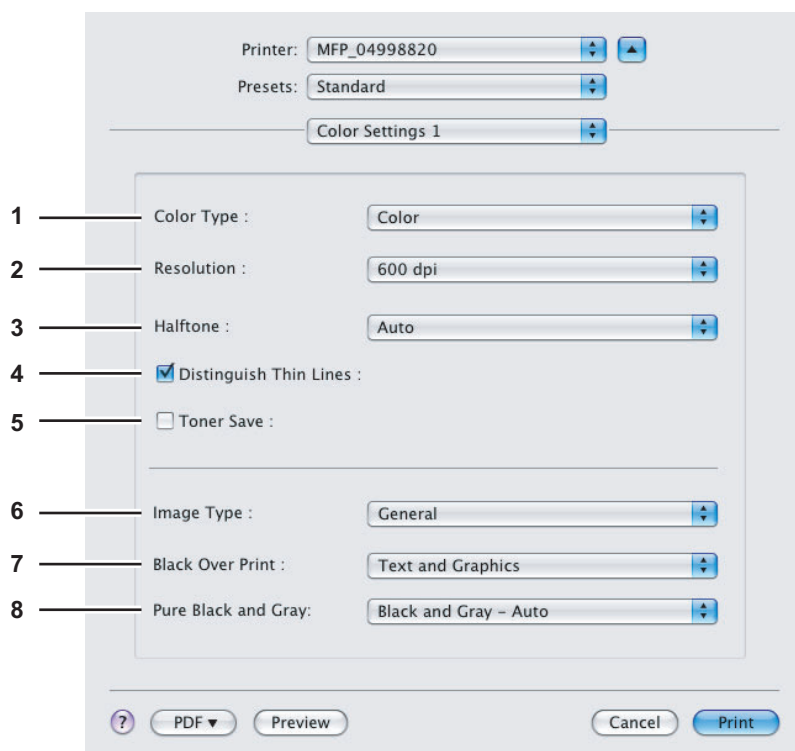 Printer: MFP_04998820
Presets: Standard
Color Settings 1
1 Color Type : Color
2 Resolution : 600 dpi
3 Halftone : Auto
4 Distinguish Thin Lines :
5 Toner Save :
6 Image Type : General
7 Black Over Print : Text and Graphics
8 Pure Black and Gray: Black and Gray – Auto
? PDF ▼ Preview Cancel Print